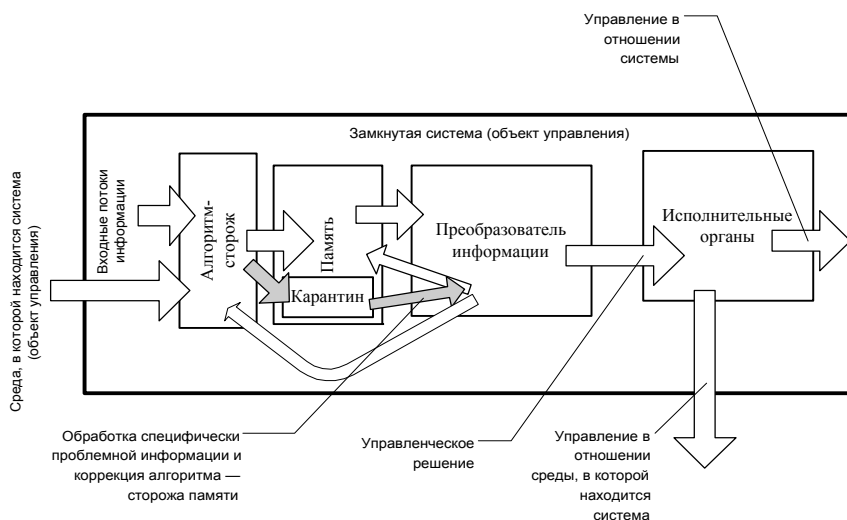 Управление в
отношении
системы
Замкнутая система (объект управления)
Среда, в которой находится система
(объект управления)
Входные потоки
информации
Алгоритм-
сторож
Память
Карантин
Преобразователь
информации
Исполнительные
органы
Обработка специфически
проблемной информации и
коррекция алгоритма —
сторожа памяти
Управленческое
решение
Управление в
отношении
среды, в которой
находится
система